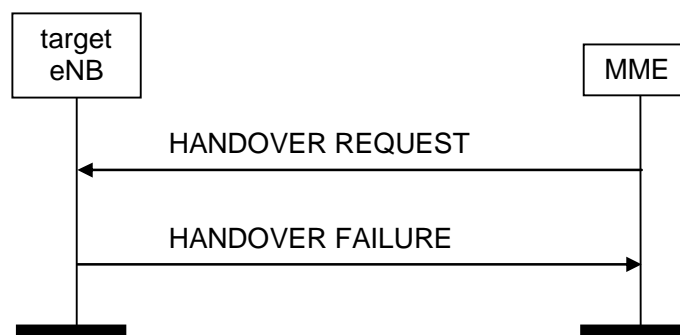 target
eNB
MME
HANDOVER REQUEST
HANDOVER FAILURE